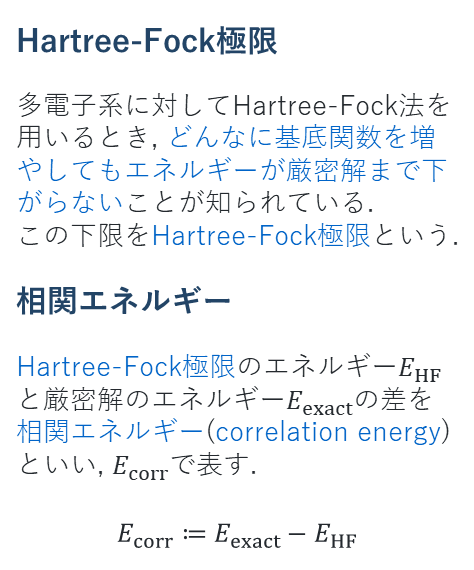 Hartree-Fock極限
多電子系に対してHartree-Fock法を
用いるとき, どんなに基底関数を増
やしてもエネルギーが厳密解まで下
がらないことが知られている.
この下限をHartree-Fock極限という.
相関エネルギー
Hartree-Fock極限のエネルギーE_HF
と厳密解のエネルギーE_exactの差を
相関エネルギー(correlation energy)
といい, E_corrで表す.
E_corr ≔ E_exact − E_HF